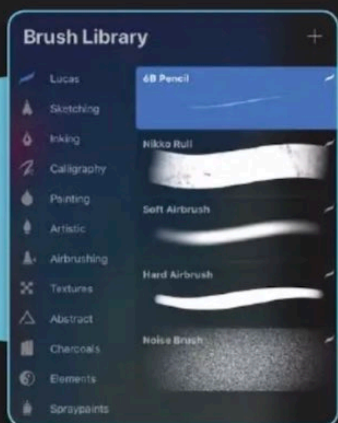 Brush Library
Lucas
Sketching
Inking
Calligraphy
Painting
Artistic
Airbrushing
Textures
Abstract
Charcoals
Elements
Spraypaints
6B Pencil
Nikko Rull
Soft Airbrush
Hard Airbrush
Noise Brush